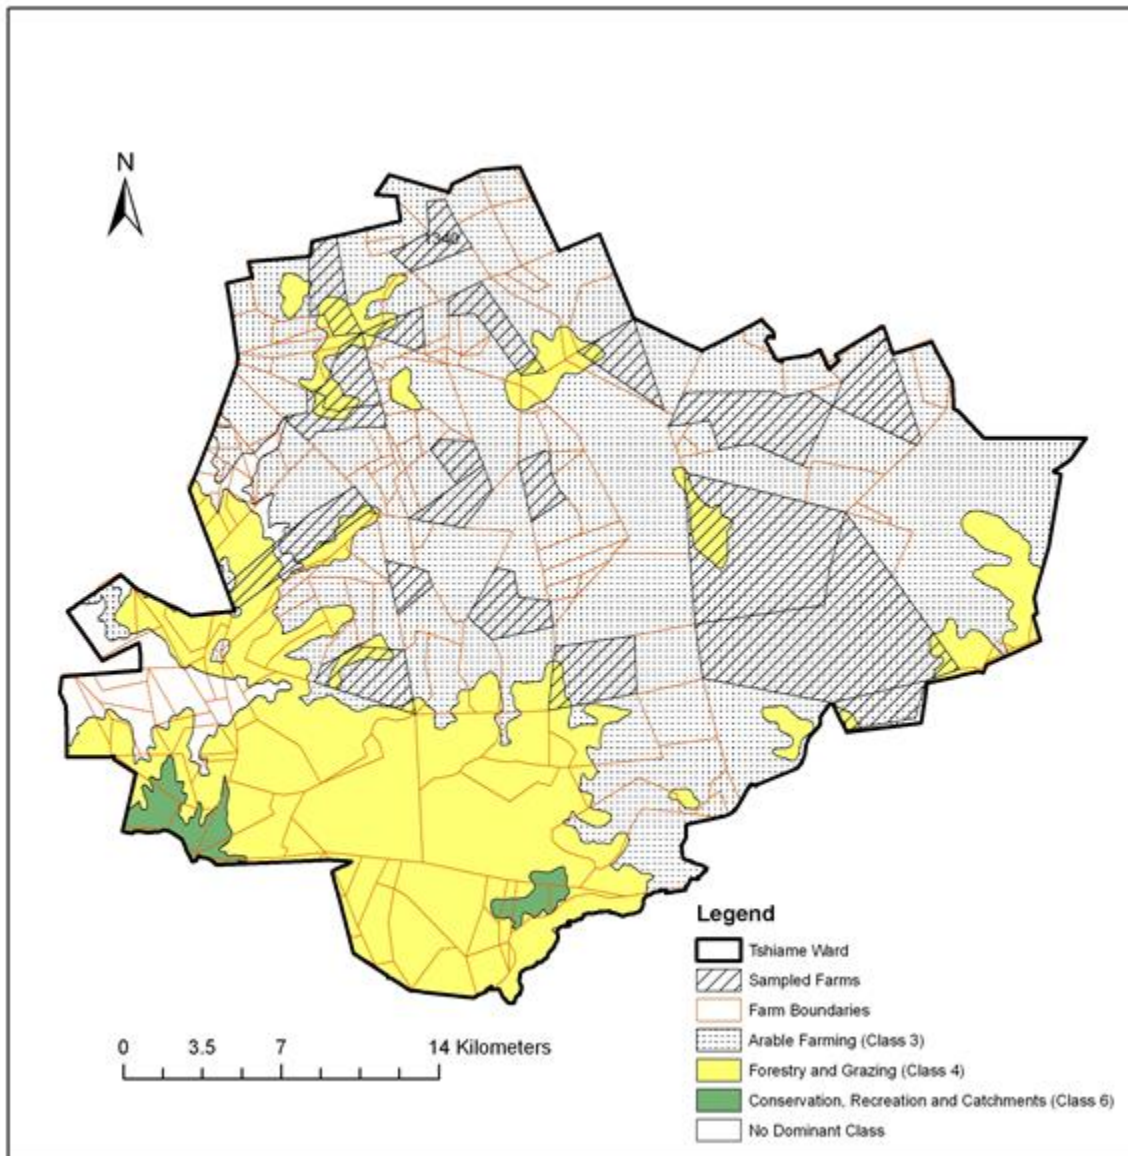 N
1340
Legend
Tshiame Ward
Sampled Farms
Farm Boundaries
Arable Farming (Class 3)
Forestry and Grazing (Class 4)
Conservation, Recreation and Catchments (Class 6)
No Dominant Class
0 3.5 7 14 Kilometers